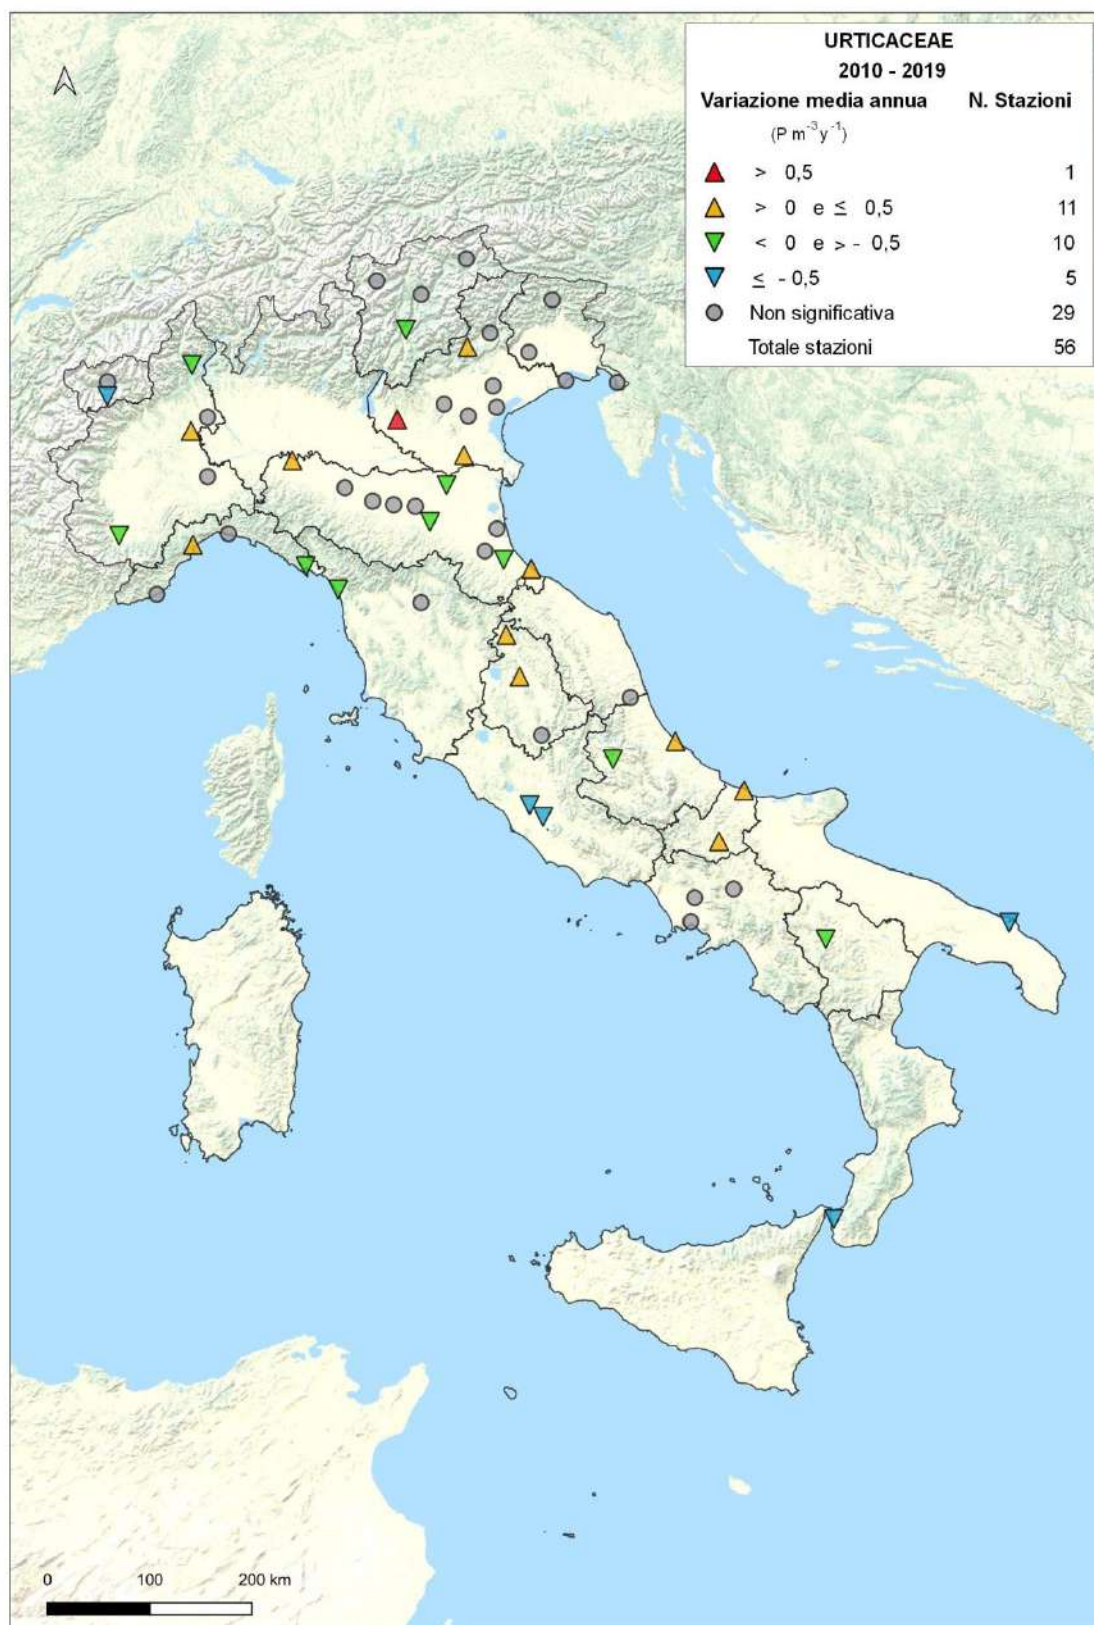 URTICACEAE
2010 - 2019
Variazione media annua N. Stazioni
(P m⁻³y⁻¹)
> 0,5 1
> 0 e ≤ 0,5 11
< 0 e > - 0,5 10
≤ - 0,5 5
Non significativa 29
Totale stazioni 56
0 100 200 km